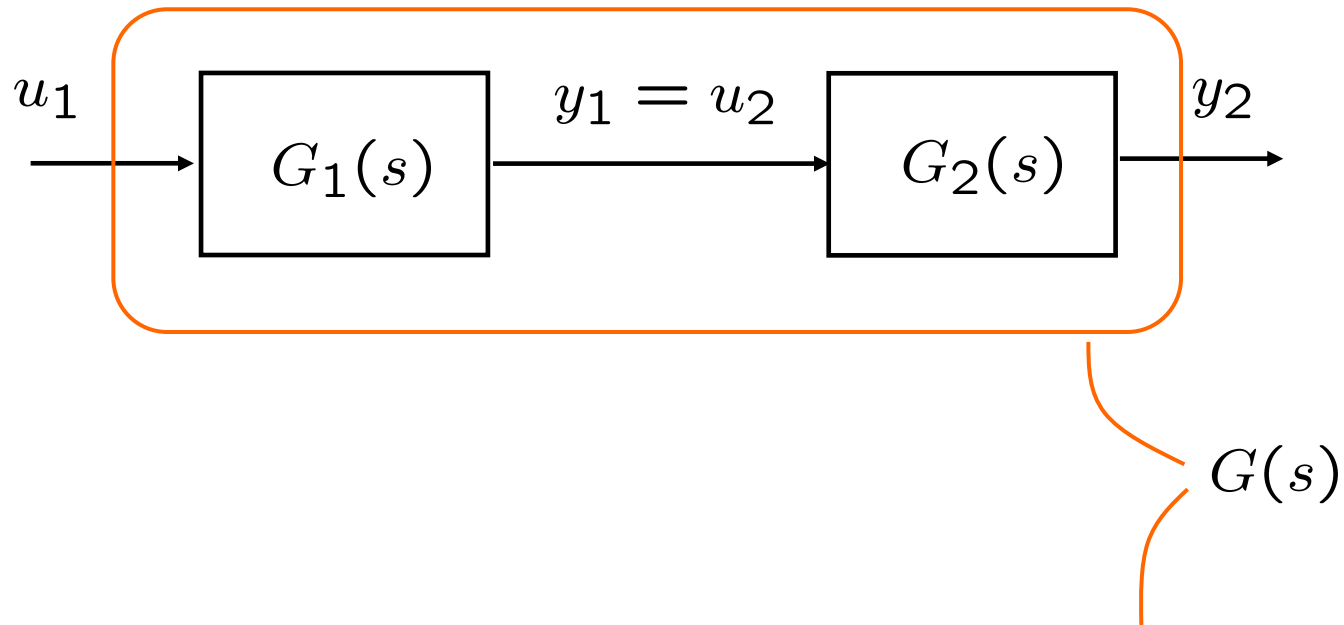 u₁
y₁ = u₂
y₂
G₁(s)
G₂(s)
G(s)